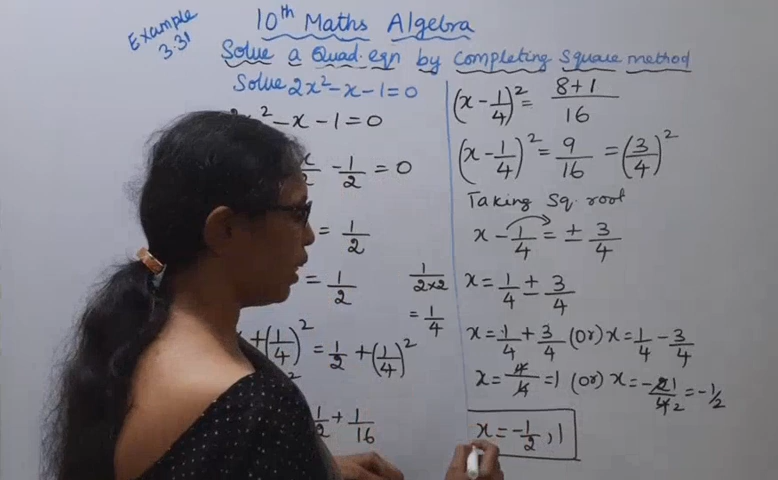 Example 3.31
10th Maths Algebra
Solve a Quad. eqn by Completing Square method
Solve 2x² - x - 1 = 0
² - x - 1 = 0
- 1/2 = 0
= 1/2
= 1/2
1/2×2
= 1/4
+ (1/4)² = 1/2 + (1/4)²
1/2 + 1/16
(x - 1/4)² = 8+1/16
(x - 1/4)² = 9/16 = (3/4)²
Taking Sq. root
x - 1/4 = ± 3/4
x = 1/4 ± 3/4
x = 1/4 + 3/4 (or) x = 1/4 - 3/4
x = 4/4 = 1 (or) x = -21/42 = -1/2
x = -1/2, 1